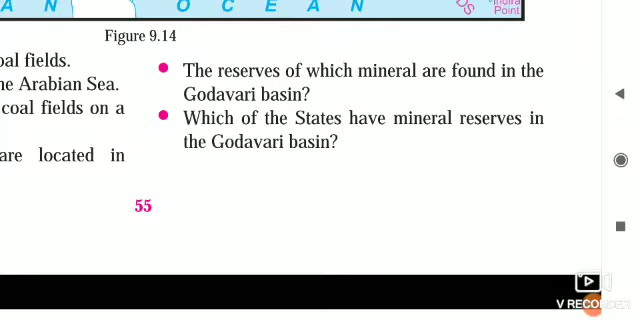 A N O C E A N
Indira
Point
Figure 9.14
oal fields.
he Arabian Sea.
coal fields on a
are located in
• The reserves of which mineral are found in the
Godavari basin?
• Which of the States have mineral reserves in
the Godavari basin?
55
V RECORDER